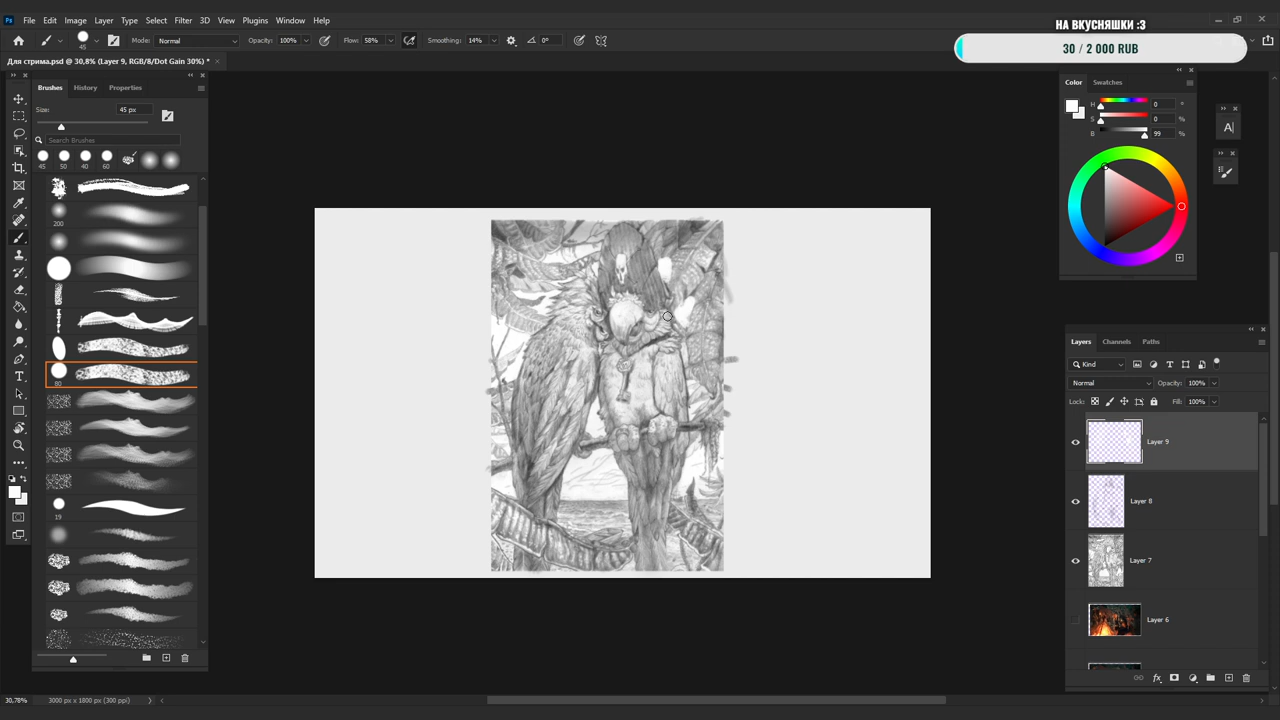 File Edit Image Layer Type Select Filter 3D View Plugins Window Help
НА ВКУСНЯШКИ :3
30 / 2 000 RUB
45 Mode: Normal Opacity: 100% Flow: 58% Smoothing: 14% 0°
Для стрима.psd @ 30,8% (Layer 9, RGB/8/Dot Gain 30%) *
Brushes History Properties
Size: 45 px
Search Brushes
45 50 40 60
200
80
19
Color Swatches
H 0 °
S 0 %
B 99 %
A
Layers Channels Paths
Kind
Normal Opacity: 100%
Lock: Fill: 100%
Layer 9
Layer 8
Layer 7
Layer 6
fx
30,78% 3000 px x 1800 px (300 ppi)